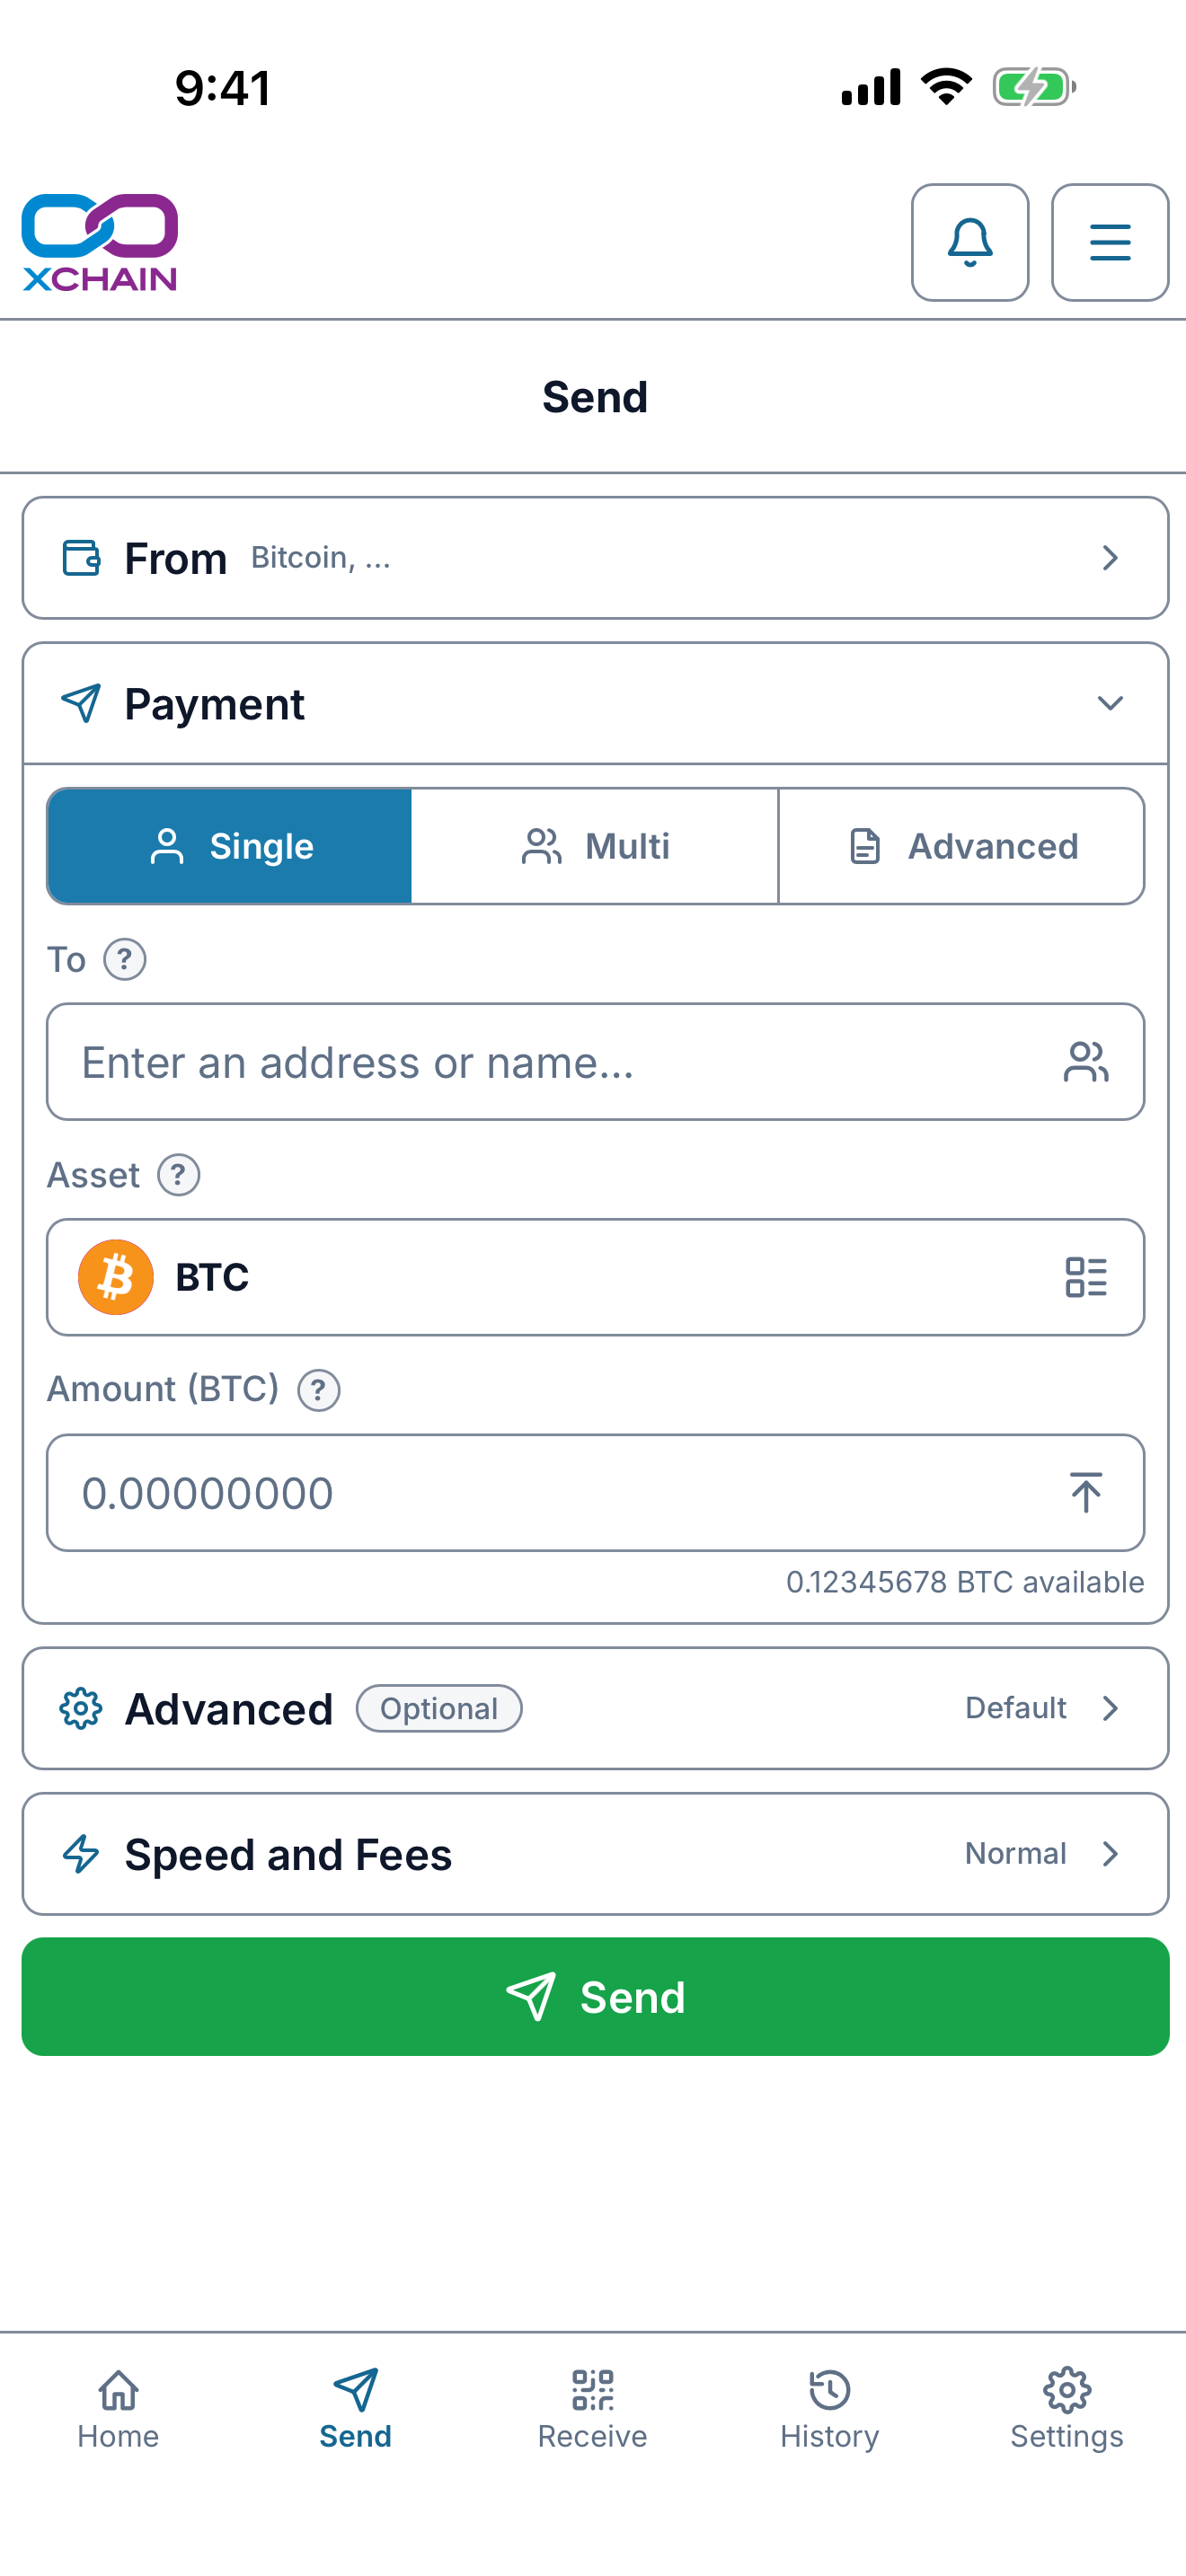 9:41
XCHAIN
Send
From Bitcoin, ...
Payment
Single Multi Advanced
To ?
Enter an address or name...
Asset ?
BTC
Amount (BTC) ?
0.00000000
0.12345678 BTC available
Advanced Optional Default
Speed and Fees Normal
Send
Home Send Receive History Settings